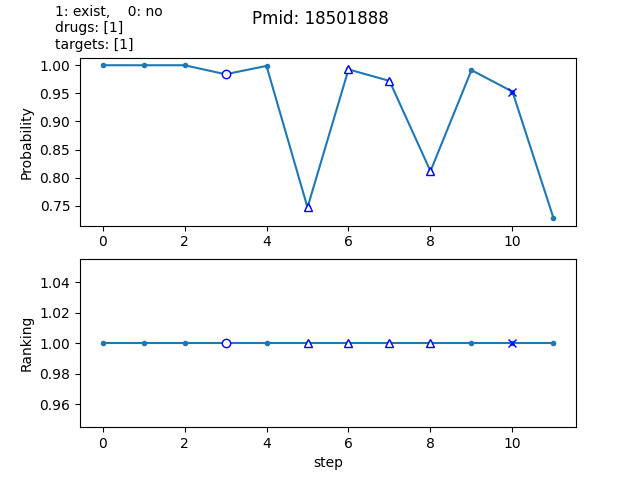 1: exist,    0: no
Pmid: 18501888
drugs: [1]
targets: [1]
1.00
0.95
0.90
0.85
0.80
0.75
Probability
0 2 4 6 8 10
1.04
1.02
1.00
0.98
0.96
Ranking
0 2 4 6 8 10
step